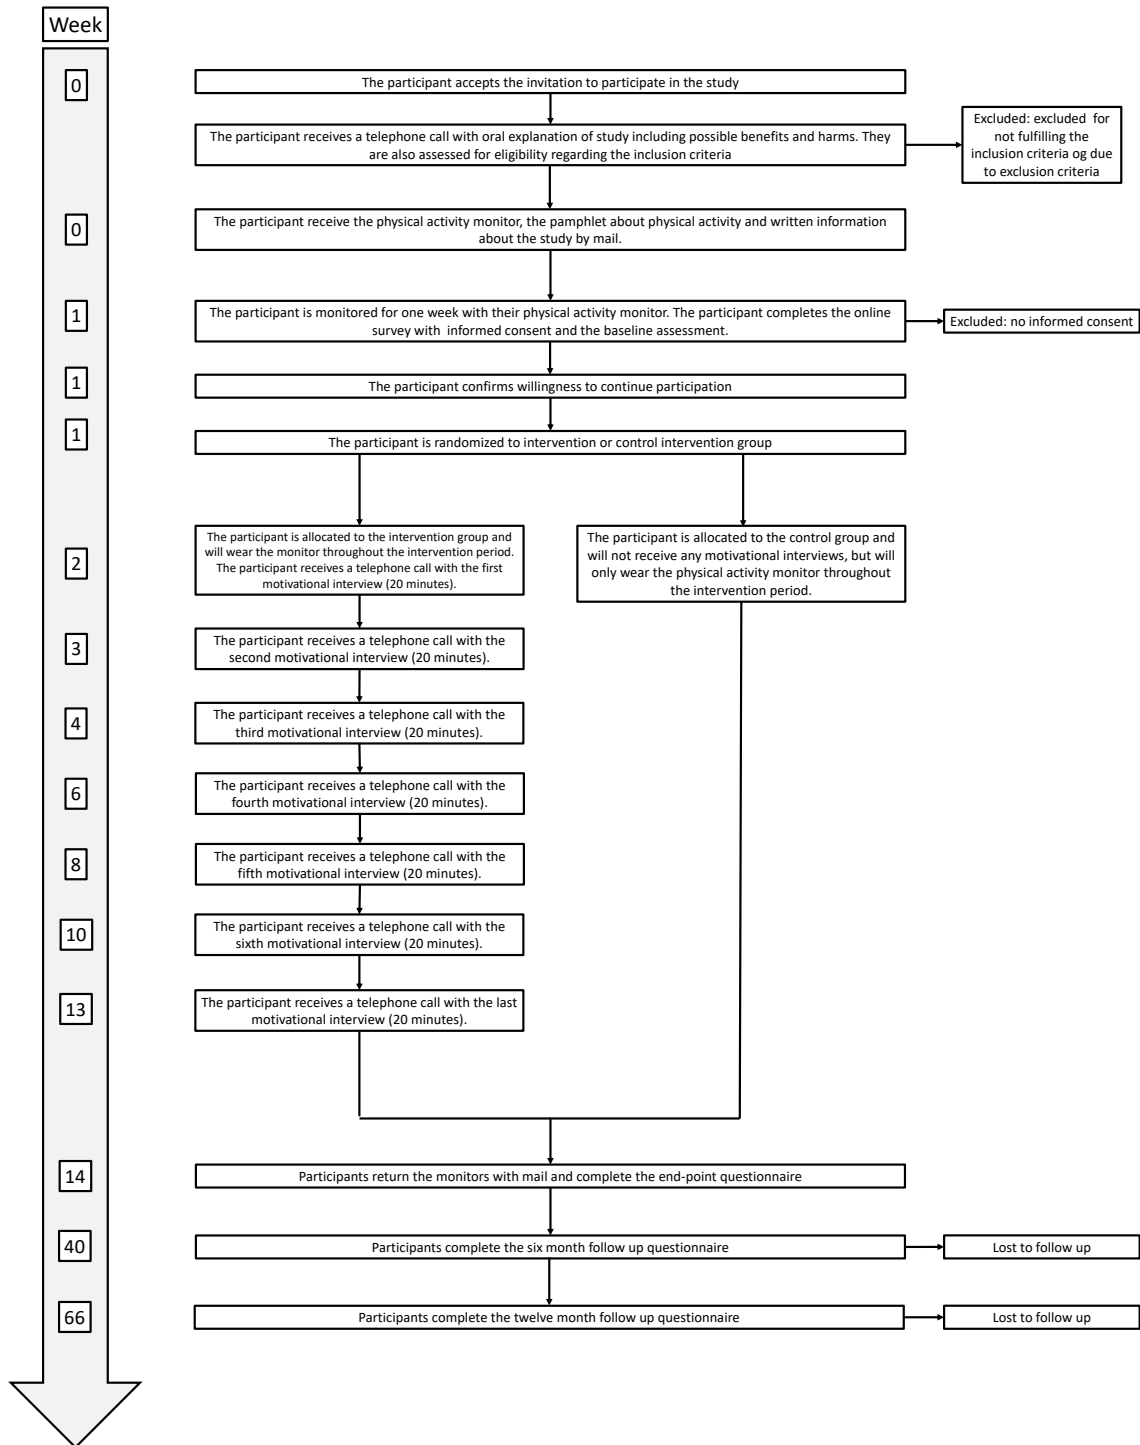 Week
0
The participant accepts the invitation to participate in the study
The participant receives a telephone call with oral explanation of study including possible benefits and harms. They
are also assessed for eligibility regarding the inclusion criteria
Excluded: excluded for
not fulfilling the
inclusion criteria og due
to exclusion criteria
0
The participant receive the physical activity monitor, the pamphlet about physical activity and written information
about the study by mail.
1
The participant is monitored for one week with their physical activity monitor. The participant completes the online
survey with informed consent and the baseline assessment.
Excluded: no informed consent
1
The participant confirms willingness to continue participation
1
The participant is randomized to intervention or control intervention group
2
The participant is allocated to the intervention group and
will wear the monitor throughout the intervention period.
The participant receives a telephone call with the first
motivational interview (20 minutes).
The participant is allocated to the control group and
will not receive any motivational interviews, but will
only wear the physical activity monitor throughout
the intervention period.
3
The participant receives a telephone call with the
second motivational interview (20 minutes).
4
The participant receives a telephone call with the
third motivational interview (20 minutes).
6
The participant receives a telephone call with the
fourth motivational interview (20 minutes).
8
The participant receives a telephone call with the
fifth motivational interview (20 minutes).
10
The participant receives a telephone call with the
sixth motivational interview (20 minutes).
13
The participant receives a telephone call with the last
motivational interview (20 minutes).
14
Participants return the monitors with mail and complete the end-point questionnaire
40
Participants complete the six month follow up questionnaire
Lost to follow up
66
Participants complete the twelve month follow up questionnaire
Lost to follow up